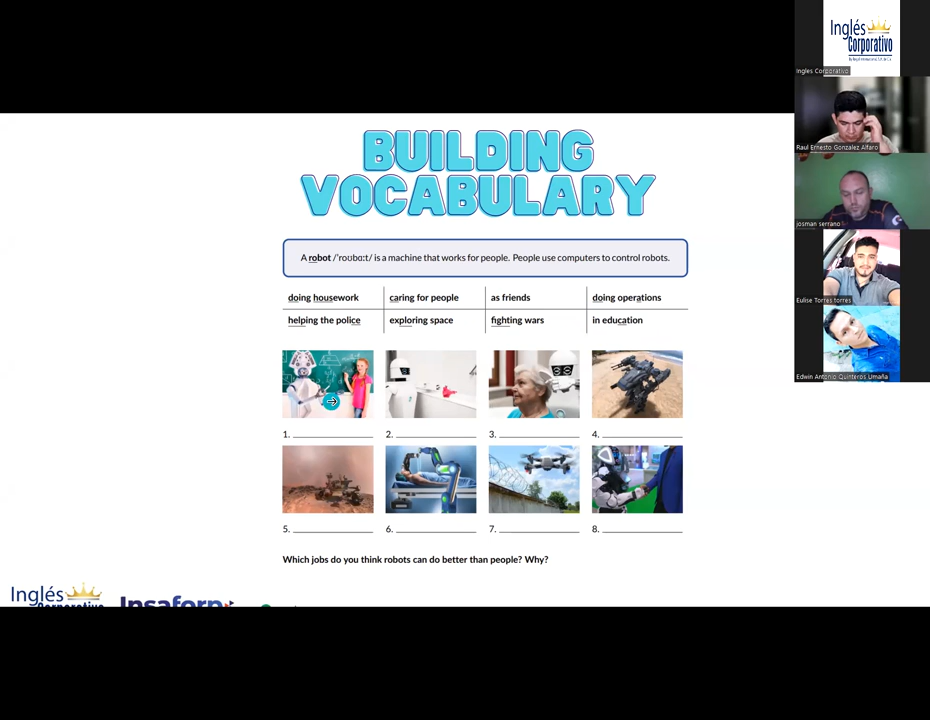 BUILDING
VOCABULARY
A robot /ˈroʊbɑːt/ is a machine that works for people. People use computers to control robots.
doing housework caring for people as friends doing operations
helping the police exploring space fighting wars in education
1. 2. 3. 4.
5. 6. 7. 8.
Which jobs do you think robots can do better than people? Why?
Inglés
Corporativo
Insaforp
Inglés
Corporativo
Ingles Corporativo
Raul Ernesto Gonzalez Alfaro
josman serrano
Eulise Torres torres
Edwin Antonio Quinteros Umaña